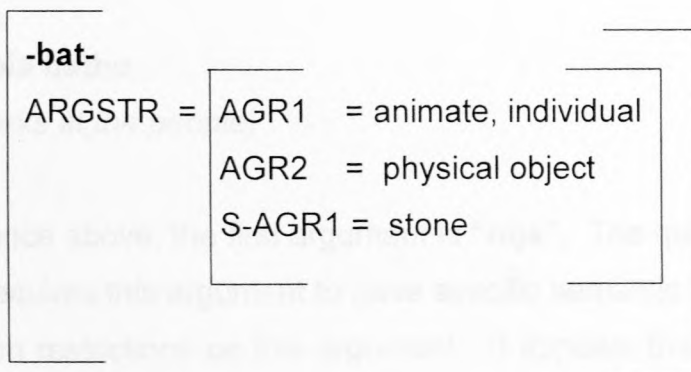 -bat-
ARGSTR = AGR1 = animate, individual
AGR2 = physical object
S-AGR1 = stone